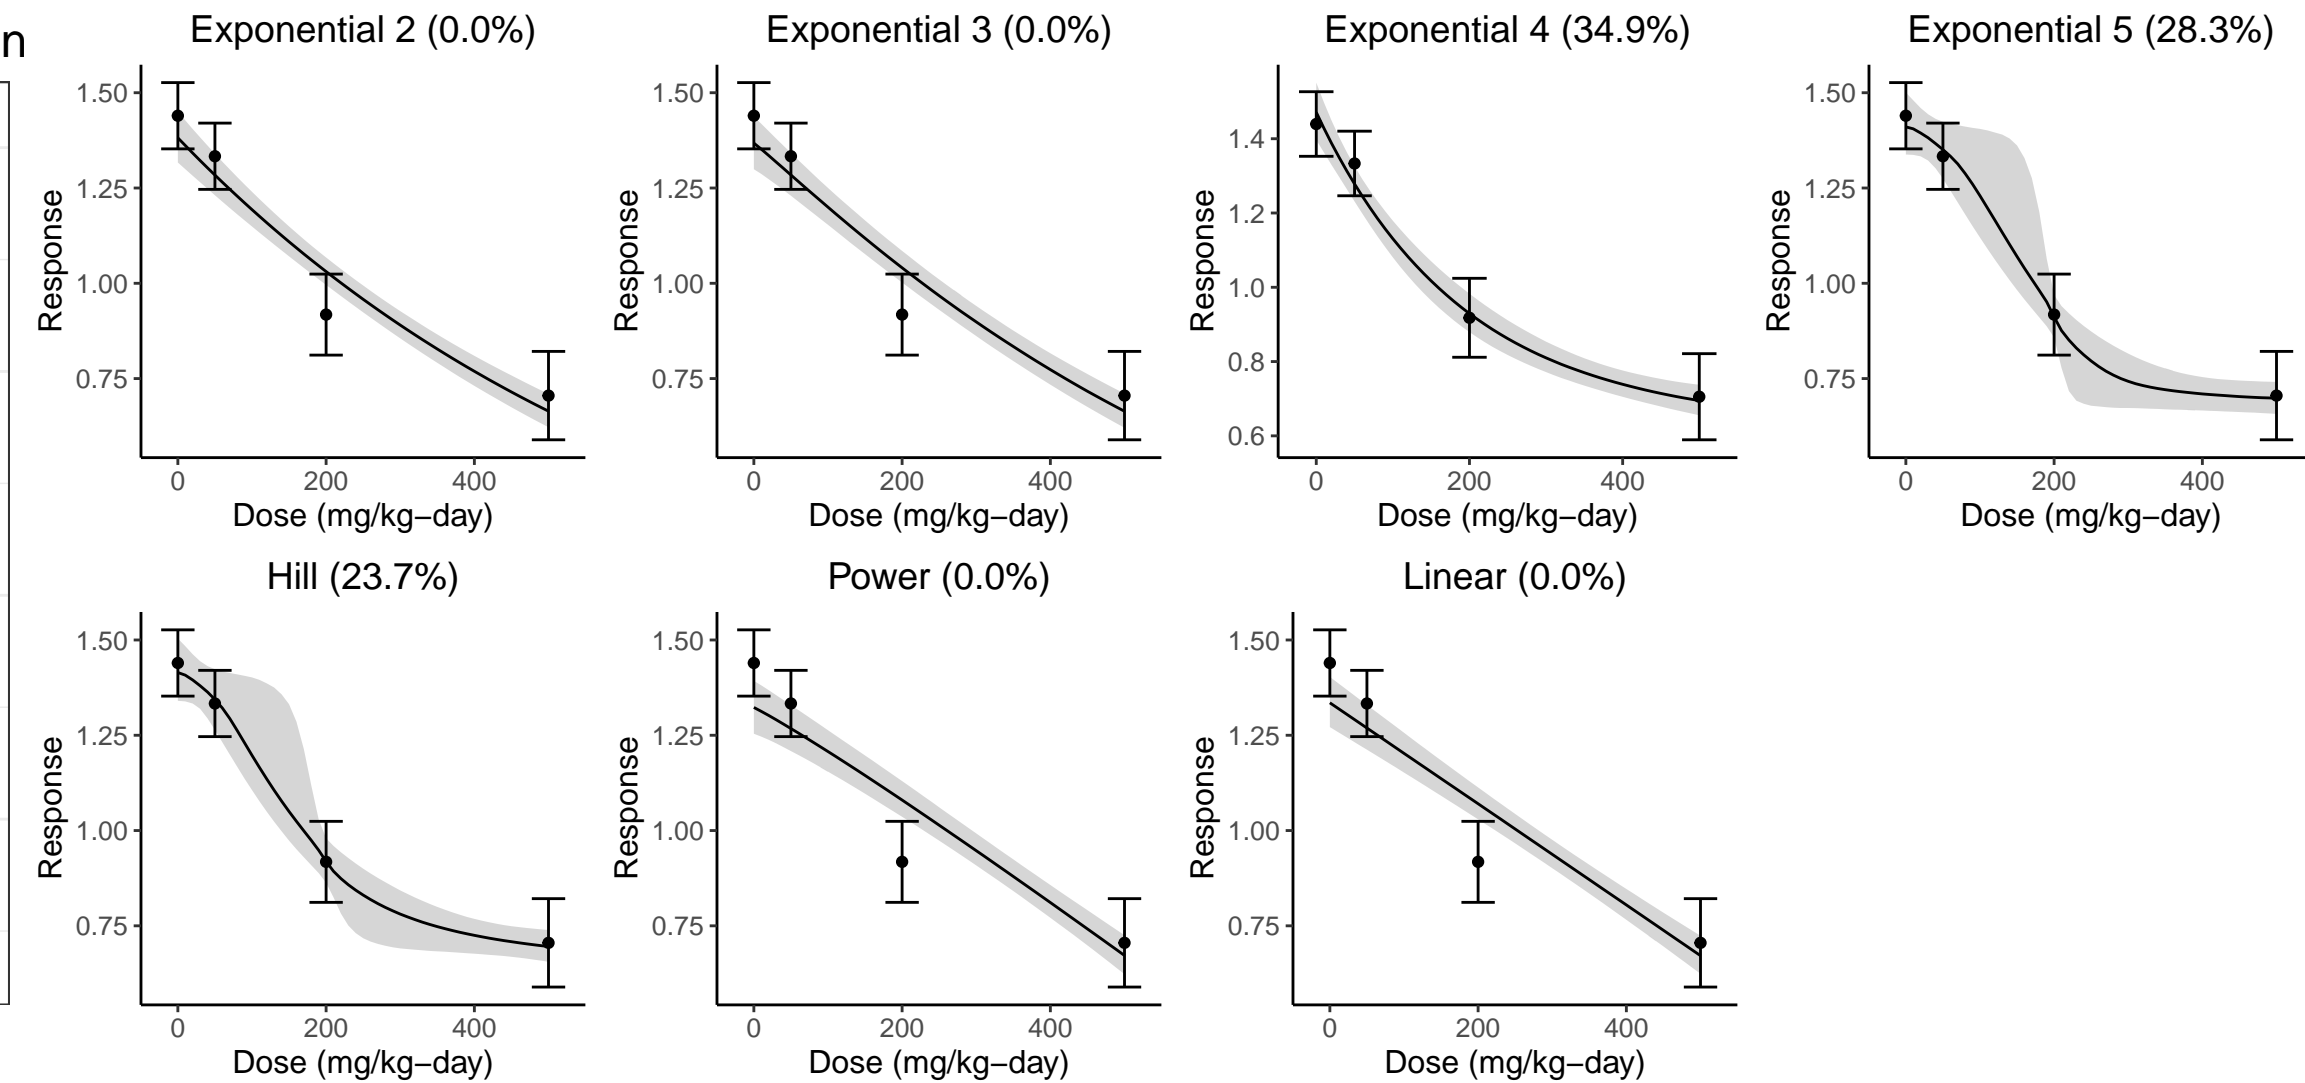 n
Exponential 2 (0.0%)
1.50
1.25
1.00
0.75
Response
0
200
400
Dose (mg/kg−day)
Exponential 3 (0.0%)
1.50
1.25
1.00
0.75
Response
0
200
400
Dose (mg/kg−day)
Exponential 4 (34.9%)
1.4
1.2
1.0
0.8
0.6
Response
0
200
400
Dose (mg/kg−day)
Exponential 5 (28.3%)
1.50
1.25
1.00
0.75
Response
0
200
400
Dose (mg/kg−day)
Hill (23.7%)
1.50
1.25
1.00
0.75
Response
0
200
400
Dose (mg/kg−day)
Power (0.0%)
1.50
1.25
1.00
0.75
Response
0
200
400
Dose (mg/kg−day)
Linear (0.0%)
1.50
1.25
1.00
0.75
Response
0
200
400
Dose (mg/kg−day)